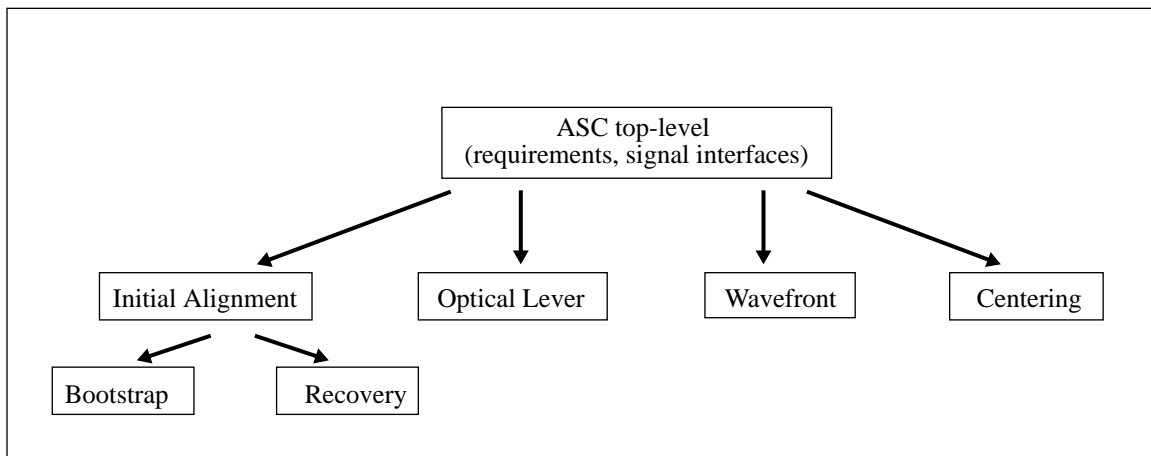 ASC top-level
(requirements, signal interfaces)
Initial Alignment
Optical Lever
Wavefront
Centering
Bootstrap
Recovery